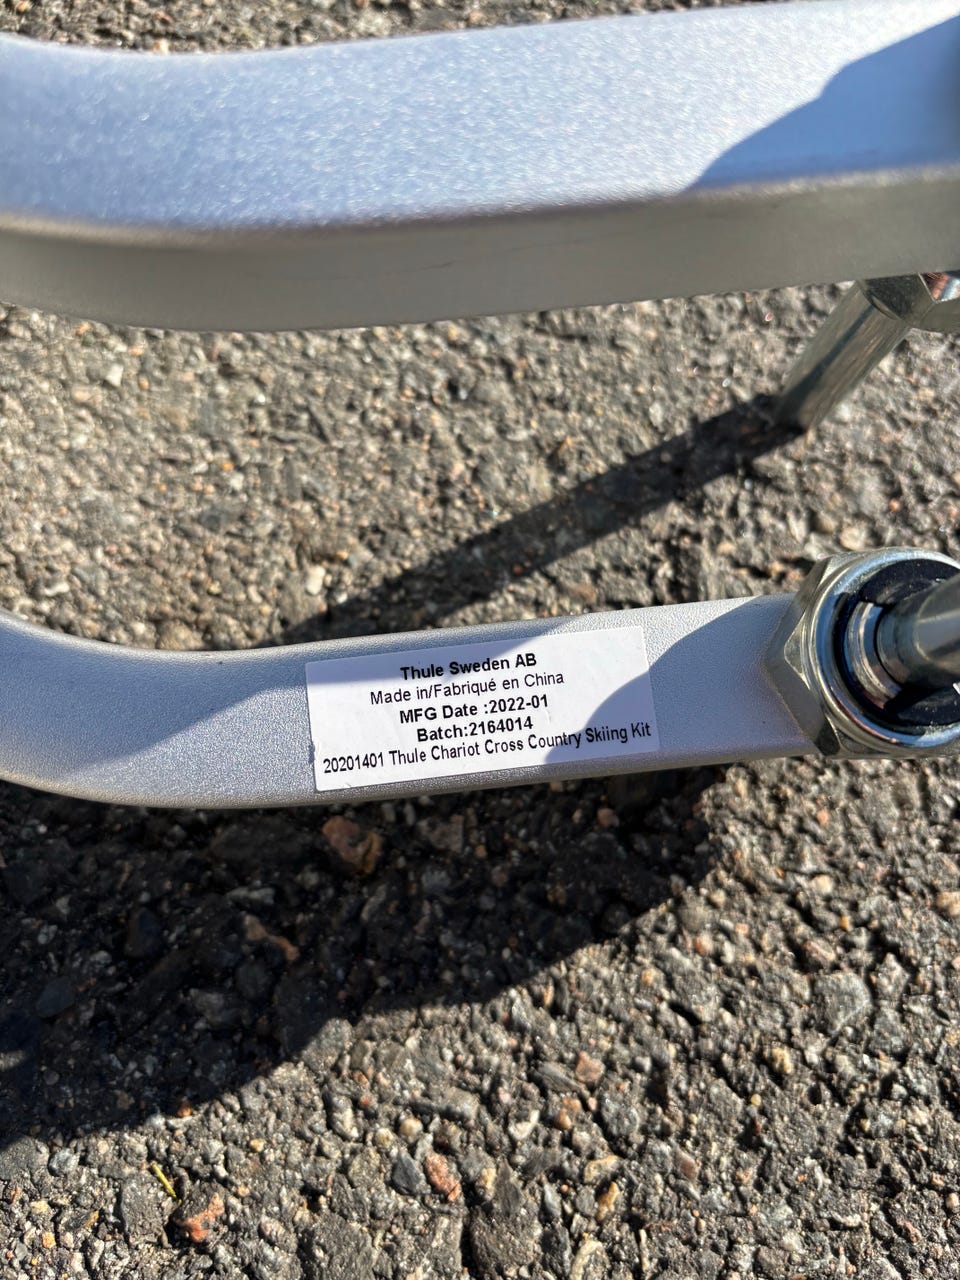 Thule Sweden AB
Made in/Fabriqué en China
MFG Date :2022-01
Batch:2164014
20201401 Thule Chariot Cross Country Skiing Kit